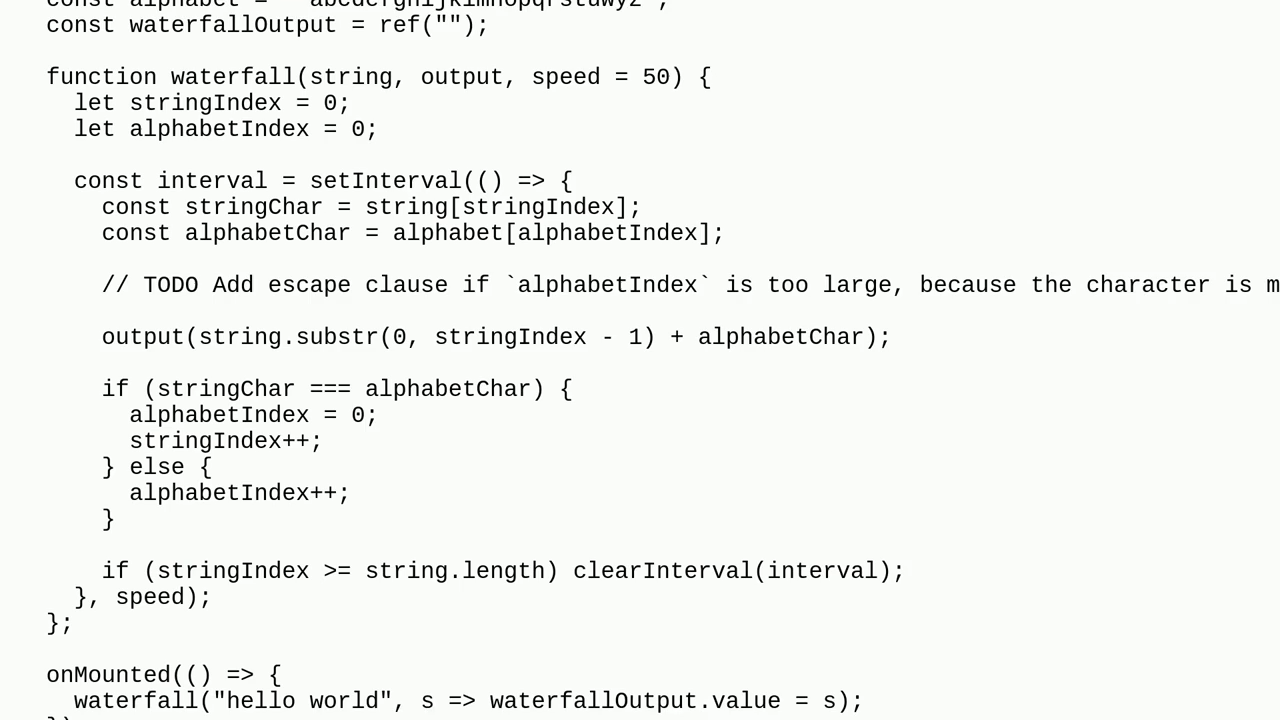 const waterfallOutput = ref("");
function waterfall(string, output, speed = 50) {
let stringIndex = 0;
let alphabetIndex = 0;
const interval = setInterval(() => {
const stringChar = string[stringIndex];
const alphabetChar = alphabet[alphabetIndex];
// TODO Add escape clause if `alphabetIndex` is too large, because the character is
output(string.substr(0, stringIndex - 1) + alphabetChar);
if (stringChar === alphabetChar) {
alphabetIndex = 0;
stringIndex++;
} else {
alphabetIndex++;
}
if (stringIndex >= string.length) clearInterval(interval);
}, speed);
};
onMounted(() => {
waterfall("hello world", s => waterfallOutput.value = s);